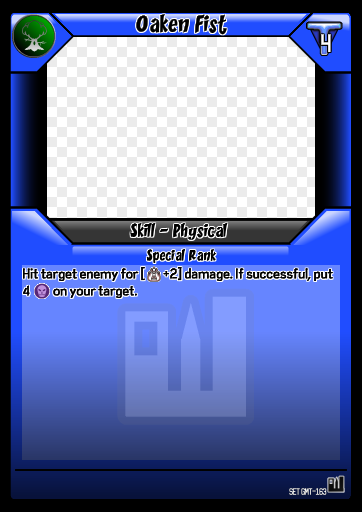 Oaken Fist
4
Skill - Physical
Special Rank
Hit target enemy for [ +2] damage. If successful, put
4 on your target.
SET GMT-163